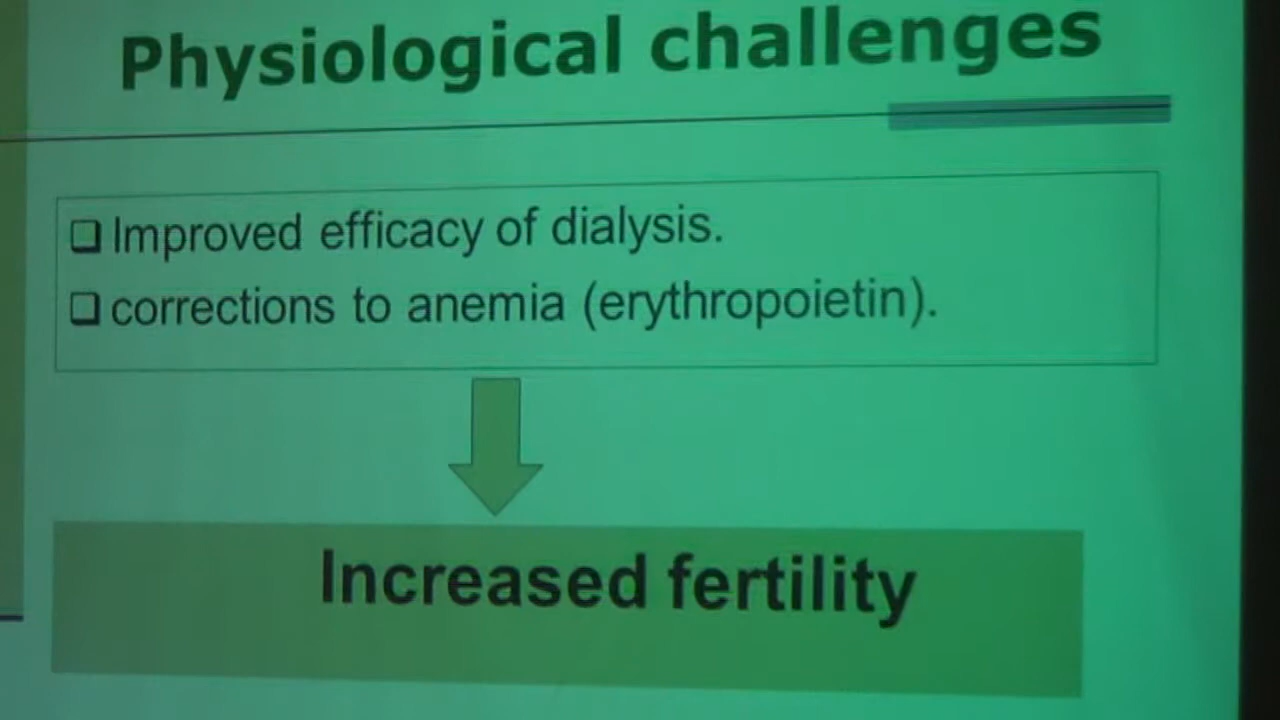 Physiological challenges
❑ Improved efficacy of dialysis.
❑ corrections to anemia (erythropoietin).
Increased fertility